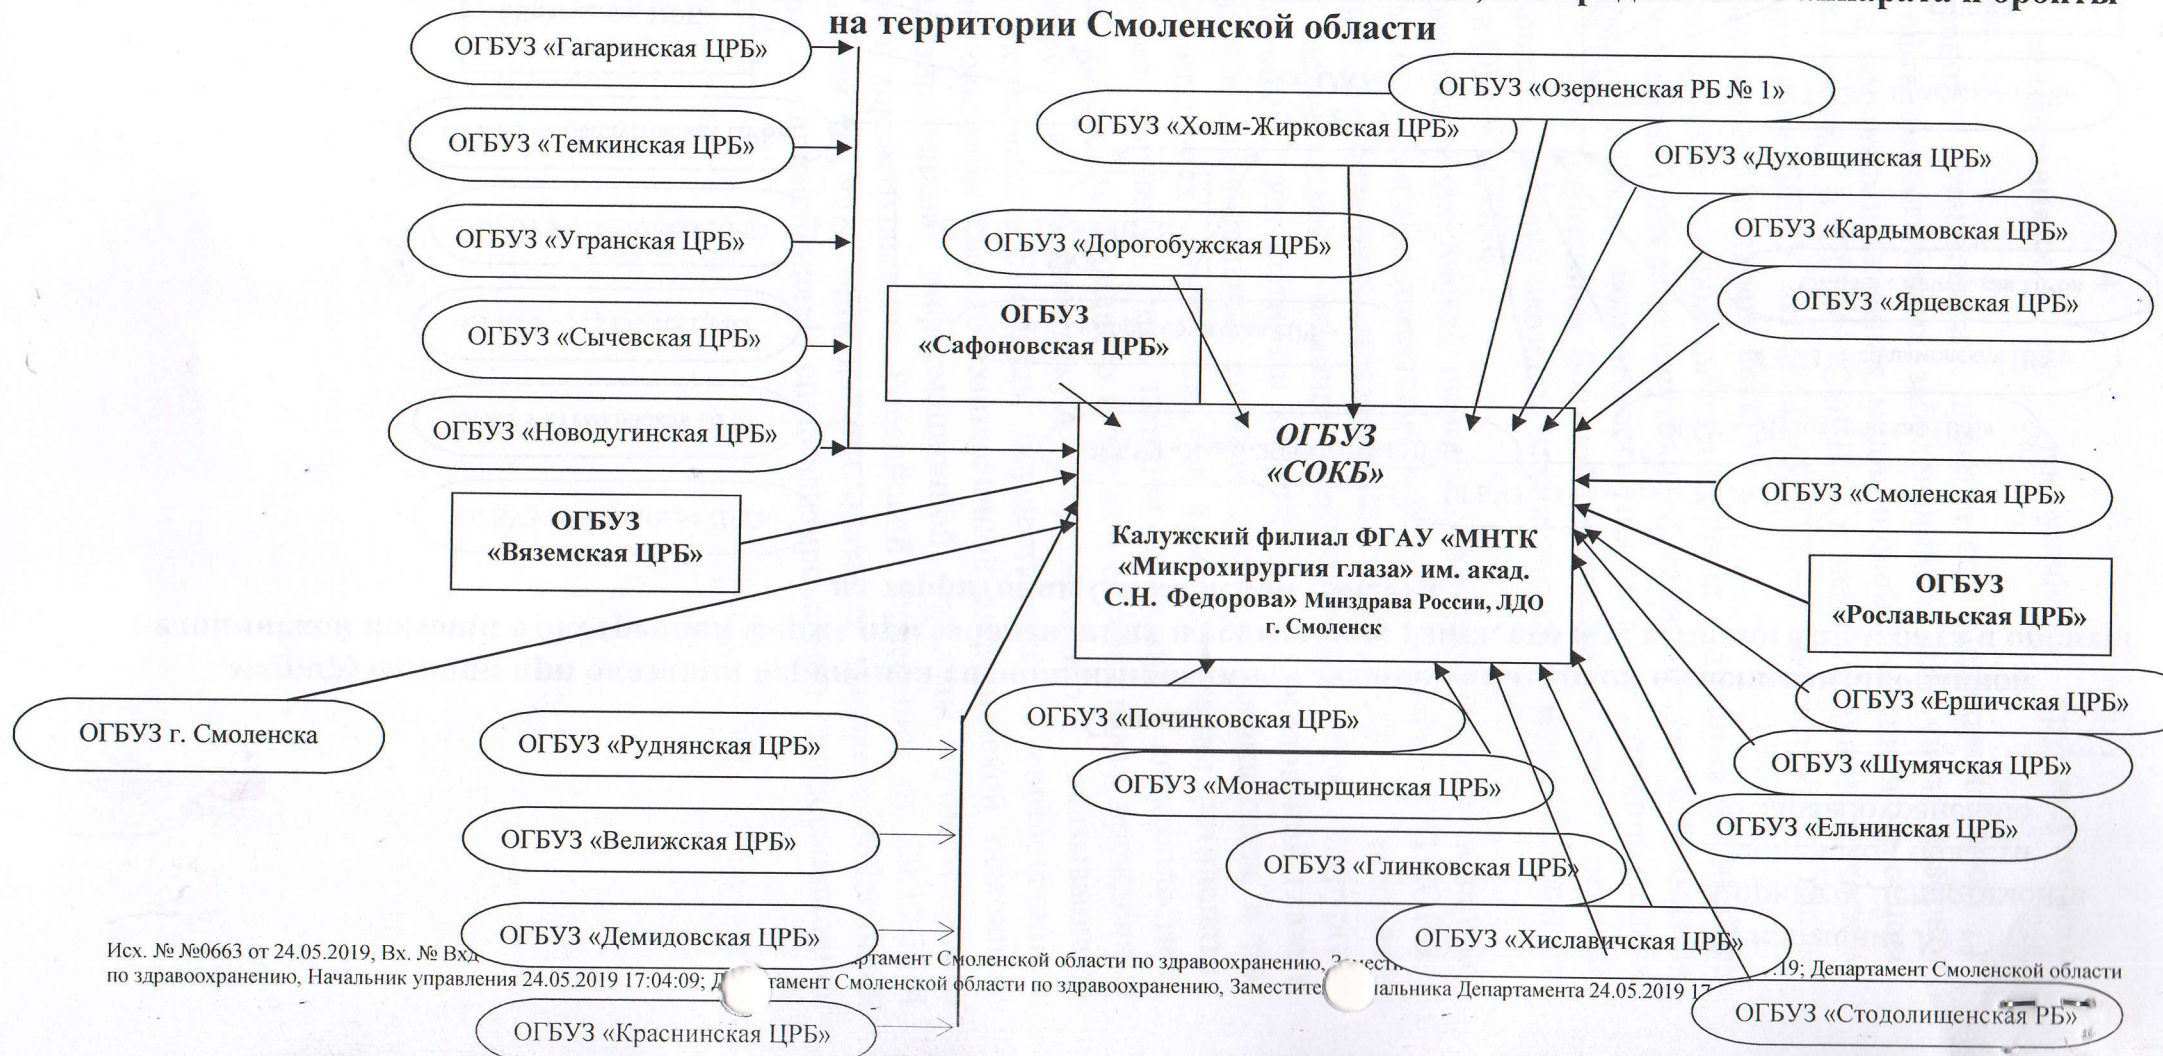 на территории Смоленской области
ОГБУЗ «Гагаринская ЦРБ»
ОГБУЗ «Темкинская ЦРБ»
ОГБУЗ «Угранская ЦРБ»
ОГБУЗ «Сычевская ЦРБ»
ОГБУЗ «Новодугинская ЦРБ»
ОГБУЗ
«Вяземская ЦРБ»
ОГБУЗ г. Смоленска
ОГБУЗ «Руднянская ЦРБ»
ОГБУЗ «Велижская ЦРБ»
ОГБУЗ «Демидовская ЦРБ»
ОГБУЗ «Краснинская ЦРБ»
ОГБУЗ «Озерненская РБ № 1»
ОГБУЗ «Холм-Жирковская ЦРБ»
ОГБУЗ «Духовщинская ЦРБ»
ОГБУЗ «Дорогобужская ЦРБ»
ОГБУЗ «Кардымовская ЦРБ»
ОГБУЗ «Ярцевская ЦРБ»
ОГБУЗ
«Сафоновская ЦРБ»
ОГБУЗ
«СОКБ»
Калужский филиал ФГАУ «МНТК
«Микрохирургия глаза» им. акад.
С.Н. Федорова» Минздрава России, ЛДО
г. Смоленск
ОГБУЗ «Смоленская ЦРБ»
ОГБУЗ
«Рославльская ЦРБ»
ОГБУЗ «Ершичская ЦРБ»
ОГБУЗ «Шумячская ЦРБ»
ОГБУЗ «Ельнинская ЦРБ»
ОГБУЗ «Починковская ЦРБ»
ОГБУЗ «Монастырщинская ЦРБ»
ОГБУЗ «Глинковская ЦРБ»
ОГБУЗ «Хиславичская ЦРБ»
ОГБУЗ «Стодолищенская РБ»
Исх. № №0663 от 24.05.2019, Вх. № Смоленской области по здравоохранению, Департамент Смоленской области
по здравоохранению, Начальник управления 24.05.2019 17:04:09; Смоленской области по здравоохранению, Департамента 24.05.2019